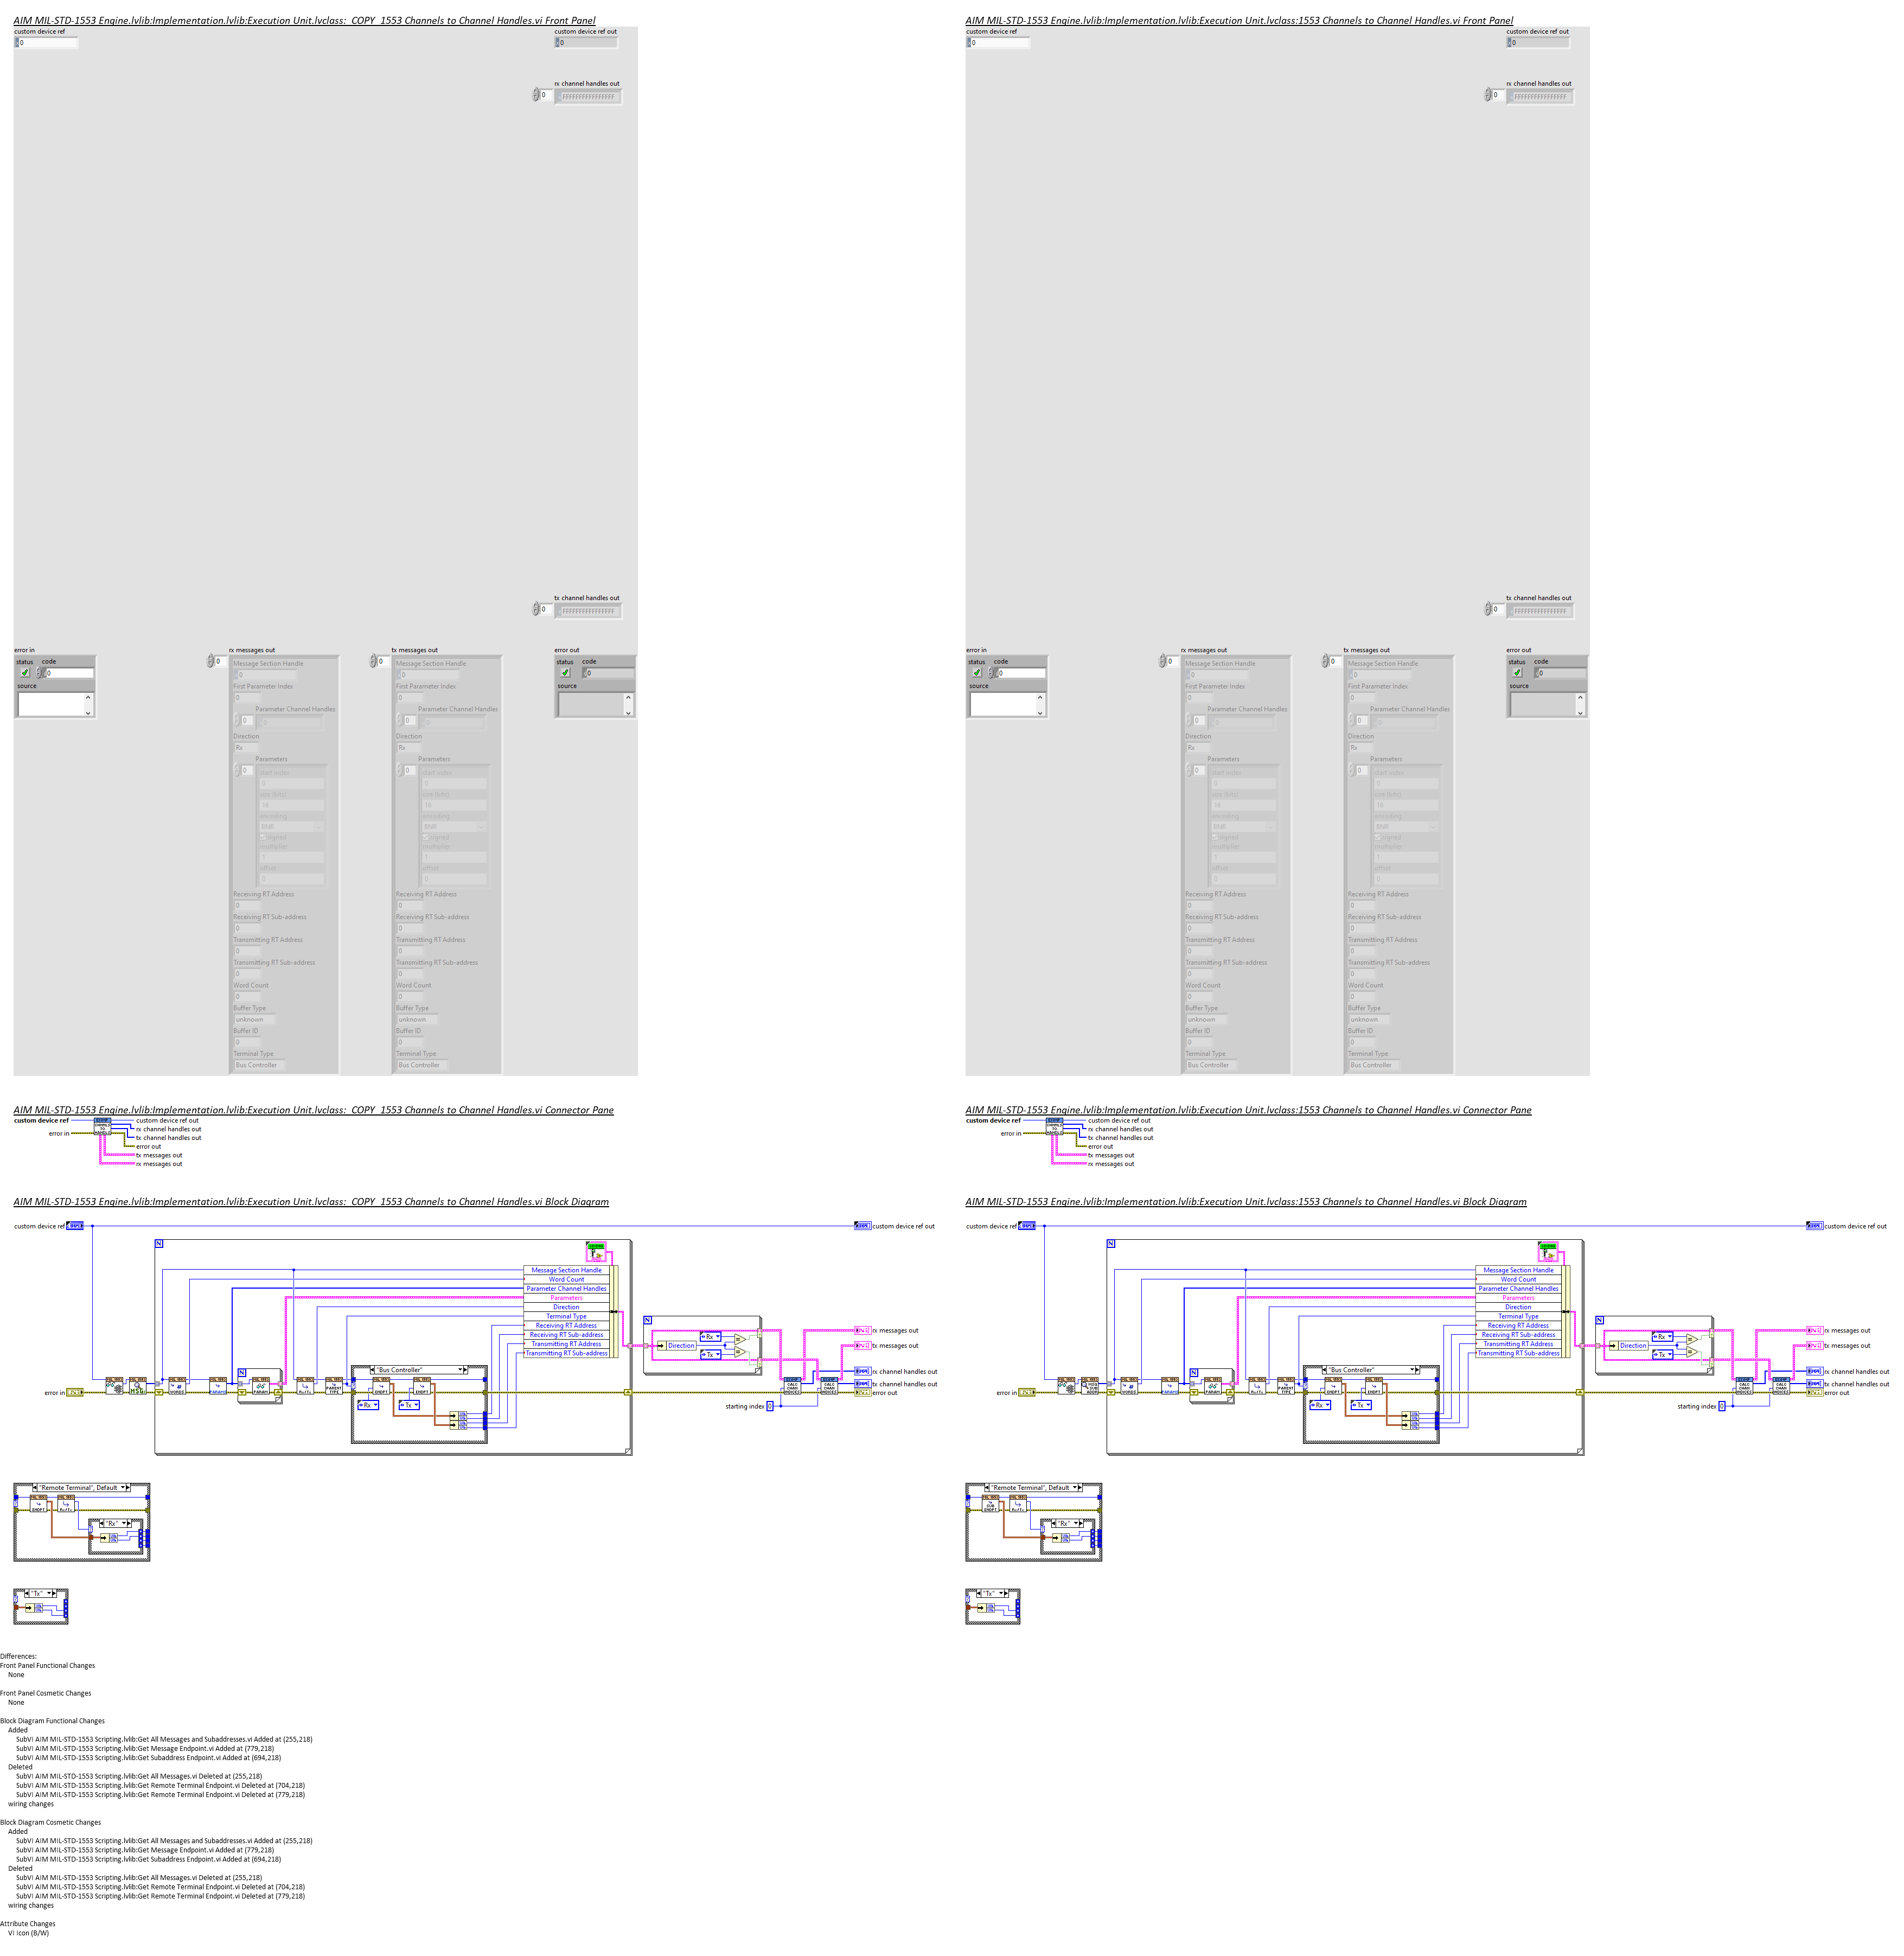 AIM MIL-STD-1553 Engine.lvlib:Implementation.lvlib:Execution Unit.lvclass:_COPY_1553 Channels to Channel Handles.vi Front Panel
custom device ref
0
custom device ref out
0
rx channel handles out
0
FFFFFFFFFFFFFFFF
tx channel handles out
0
FFFFFFFFFFFFFFFF
error in
status code
0
source
rx messages out
0
Message Section Handle
0
First Parameter Index
0
Parameter Channel Handles
0
0
Direction
Rx
Parameters
0
start index
0
size (bits)
16
encoding
BNR
signed
multiplier
1
offset
0
Receiving RT Address
0
Receiving RT Sub-address
0
Transmitting RT Address
0
Transmitting RT Sub-address
0
Word Count
0
Buffer Type
unknown
Buffer ID
0
Terminal Type
Bus Controller
tx messages out
0
Message Section Handle
0
First Parameter Index
0
Parameter Channel Handles
0
0
Direction
Rx
Parameters
0
start index
0
size (bits)
16
encoding
BNR
signed
multiplier
1
offset
0
Receiving RT Address
0
Receiving RT Sub-address
0
Transmitting RT Address
0
Transmitting RT Sub-address
0
Word Count
0
Buffer Type
unknown
Buffer ID
0
Terminal Type
Bus Controller
error out
status code
0
source
AIM MIL-STD-1553 Engine.lvlib:Implementation.lvlib:Execution Unit.lvclass:1553 Channels to Channel Handles.vi Front Panel
custom device ref
0
custom device ref out
0
rx channel handles out
0
FFFFFFFFFFFFFFFF
tx channel handles out
0
FFFFFFFFFFFFFFFF
error in
status code
0
source
rx messages out
0
Message Section Handle
0
First Parameter Index
0
Parameter Channel Handles
0
0
Direction
Rx
Parameters
0
start index
0
size (bits)
16
encoding
BNR
signed
multiplier
1
offset
0
Receiving RT Address
0
Receiving RT Sub-address
0
Transmitting RT Address
0
Transmitting RT Sub-address
0
Word Count
0
Buffer Type
unknown
Buffer ID
0
Terminal Type
Bus Controller
tx messages out
0
Message Section Handle
0
First Parameter Index
0
Parameter Channel Handles
0
0
Direction
Rx
Parameters
0
start index
0
size (bits)
16
encoding
BNR
signed
multiplier
1
offset
0
Receiving RT Address
0
Receiving RT Sub-address
0
Transmitting RT Address
0
Transmitting RT Sub-address
0
Word Count
0
Buffer Type
unknown
Buffer ID
0
Terminal Type
Bus Controller
error out
status code
0
source
AIM MIL-STD-1553 Engine.lvlib:Implementation.lvlib:Execution Unit.lvclass:_COPY_1553 Channels to Channel Handles.vi Connector Pane
custom device ref
error in
custom device ref out
rx channel handles out
tx channel handles out
error out
tx messages out
rx messages out
AIM MIL-STD-1553 Engine.lvlib:Implementation.lvlib:Execution Unit.lvclass:1553 Channels to Channel Handles.vi Connector Pane
custom device ref
error in
custom device ref out
rx channel handles out
tx channel handles out
error out
tx messages out
rx messages out
AIM MIL-STD-1553 Engine.lvlib:Implementation.lvlib:Execution Unit.lvclass:_COPY_1553 Channels to Channel Handles.vi Block Diagram
custom device ref
custom device ref out
N
Message Section Handle
Word Count
Parameter Channel Handles
Parameters
Direction
Terminal Type
Receiving RT Address
Receiving RT Sub-address
Transmitting RT Address
Transmitting RT Sub-address
N
Rx
Direction
Tx
rx messages out
tx messages out
rx channel handles out
tx channel handles out
error out
starting index 0
error in
N
"Bus Controller"
Rx
Tx
"Remote Terminal", Default
"Rx"
"Tx"
AIM MIL-STD-1553 Engine.lvlib:Implementation.lvlib:Execution Unit.lvclass:1553 Channels to Channel Handles.vi Block Diagram
custom device ref
custom device ref out
N
Message Section Handle
Word Count
Parameter Channel Handles
Parameters
Direction
Terminal Type
Receiving RT Address
Receiving RT Sub-address
Transmitting RT Address
Transmitting RT Sub-address
N
Rx
Direction
Tx
rx messages out
tx messages out
rx channel handles out
tx channel handles out
error out
starting index 0
error in
N
"Bus Controller"
Rx
Tx
"Remote Terminal", Default
"Rx"
"Tx"
Differences:
Front Panel Functional Changes
None
Front Panel Cosmetic Changes
None
Block Diagram Functional Changes
Added
SubVI AIM MIL-STD-1553 Scripting.lvlib:Get All Messages and Subaddresses.vi Added at (255,218)
SubVI AIM MIL-STD-1553 Scripting.lvlib:Get Message Endpoint.vi Added at (779,218)
SubVI AIM MIL-STD-1553 Scripting.lvlib:Get Subaddress Endpoint.vi Added at (694,218)
Deleted
SubVI AIM MIL-STD-1553 Scripting.lvlib:Get All Messages.vi Deleted at (255,218)
SubVI AIM MIL-STD-1553 Scripting.lvlib:Get Remote Terminal Endpoint.vi Deleted at (704,218)
SubVI AIM MIL-STD-1553 Scripting.lvlib:Get Remote Terminal Endpoint.vi Deleted at (779,218)
wiring changes
Block Diagram Cosmetic Changes
Added
SubVI AIM MIL-STD-1553 Scripting.lvlib:Get All Messages and Subaddresses.vi Added at (255,218)
SubVI AIM MIL-STD-1553 Scripting.lvlib:Get Message Endpoint.vi Added at (779,218)
SubVI AIM MIL-STD-1553 Scripting.lvlib:Get Subaddress Endpoint.vi Added at (694,218)
Deleted
SubVI AIM MIL-STD-1553 Scripting.lvlib:Get All Messages.vi Deleted at (255,218)
SubVI AIM MIL-STD-1553 Scripting.lvlib:Get Remote Terminal Endpoint.vi Deleted at (704,218)
SubVI AIM MIL-STD-1553 Scripting.lvlib:Get Remote Terminal Endpoint.vi Deleted at (779,218)
wiring changes
Attribute Changes
VI Icon (B/W)